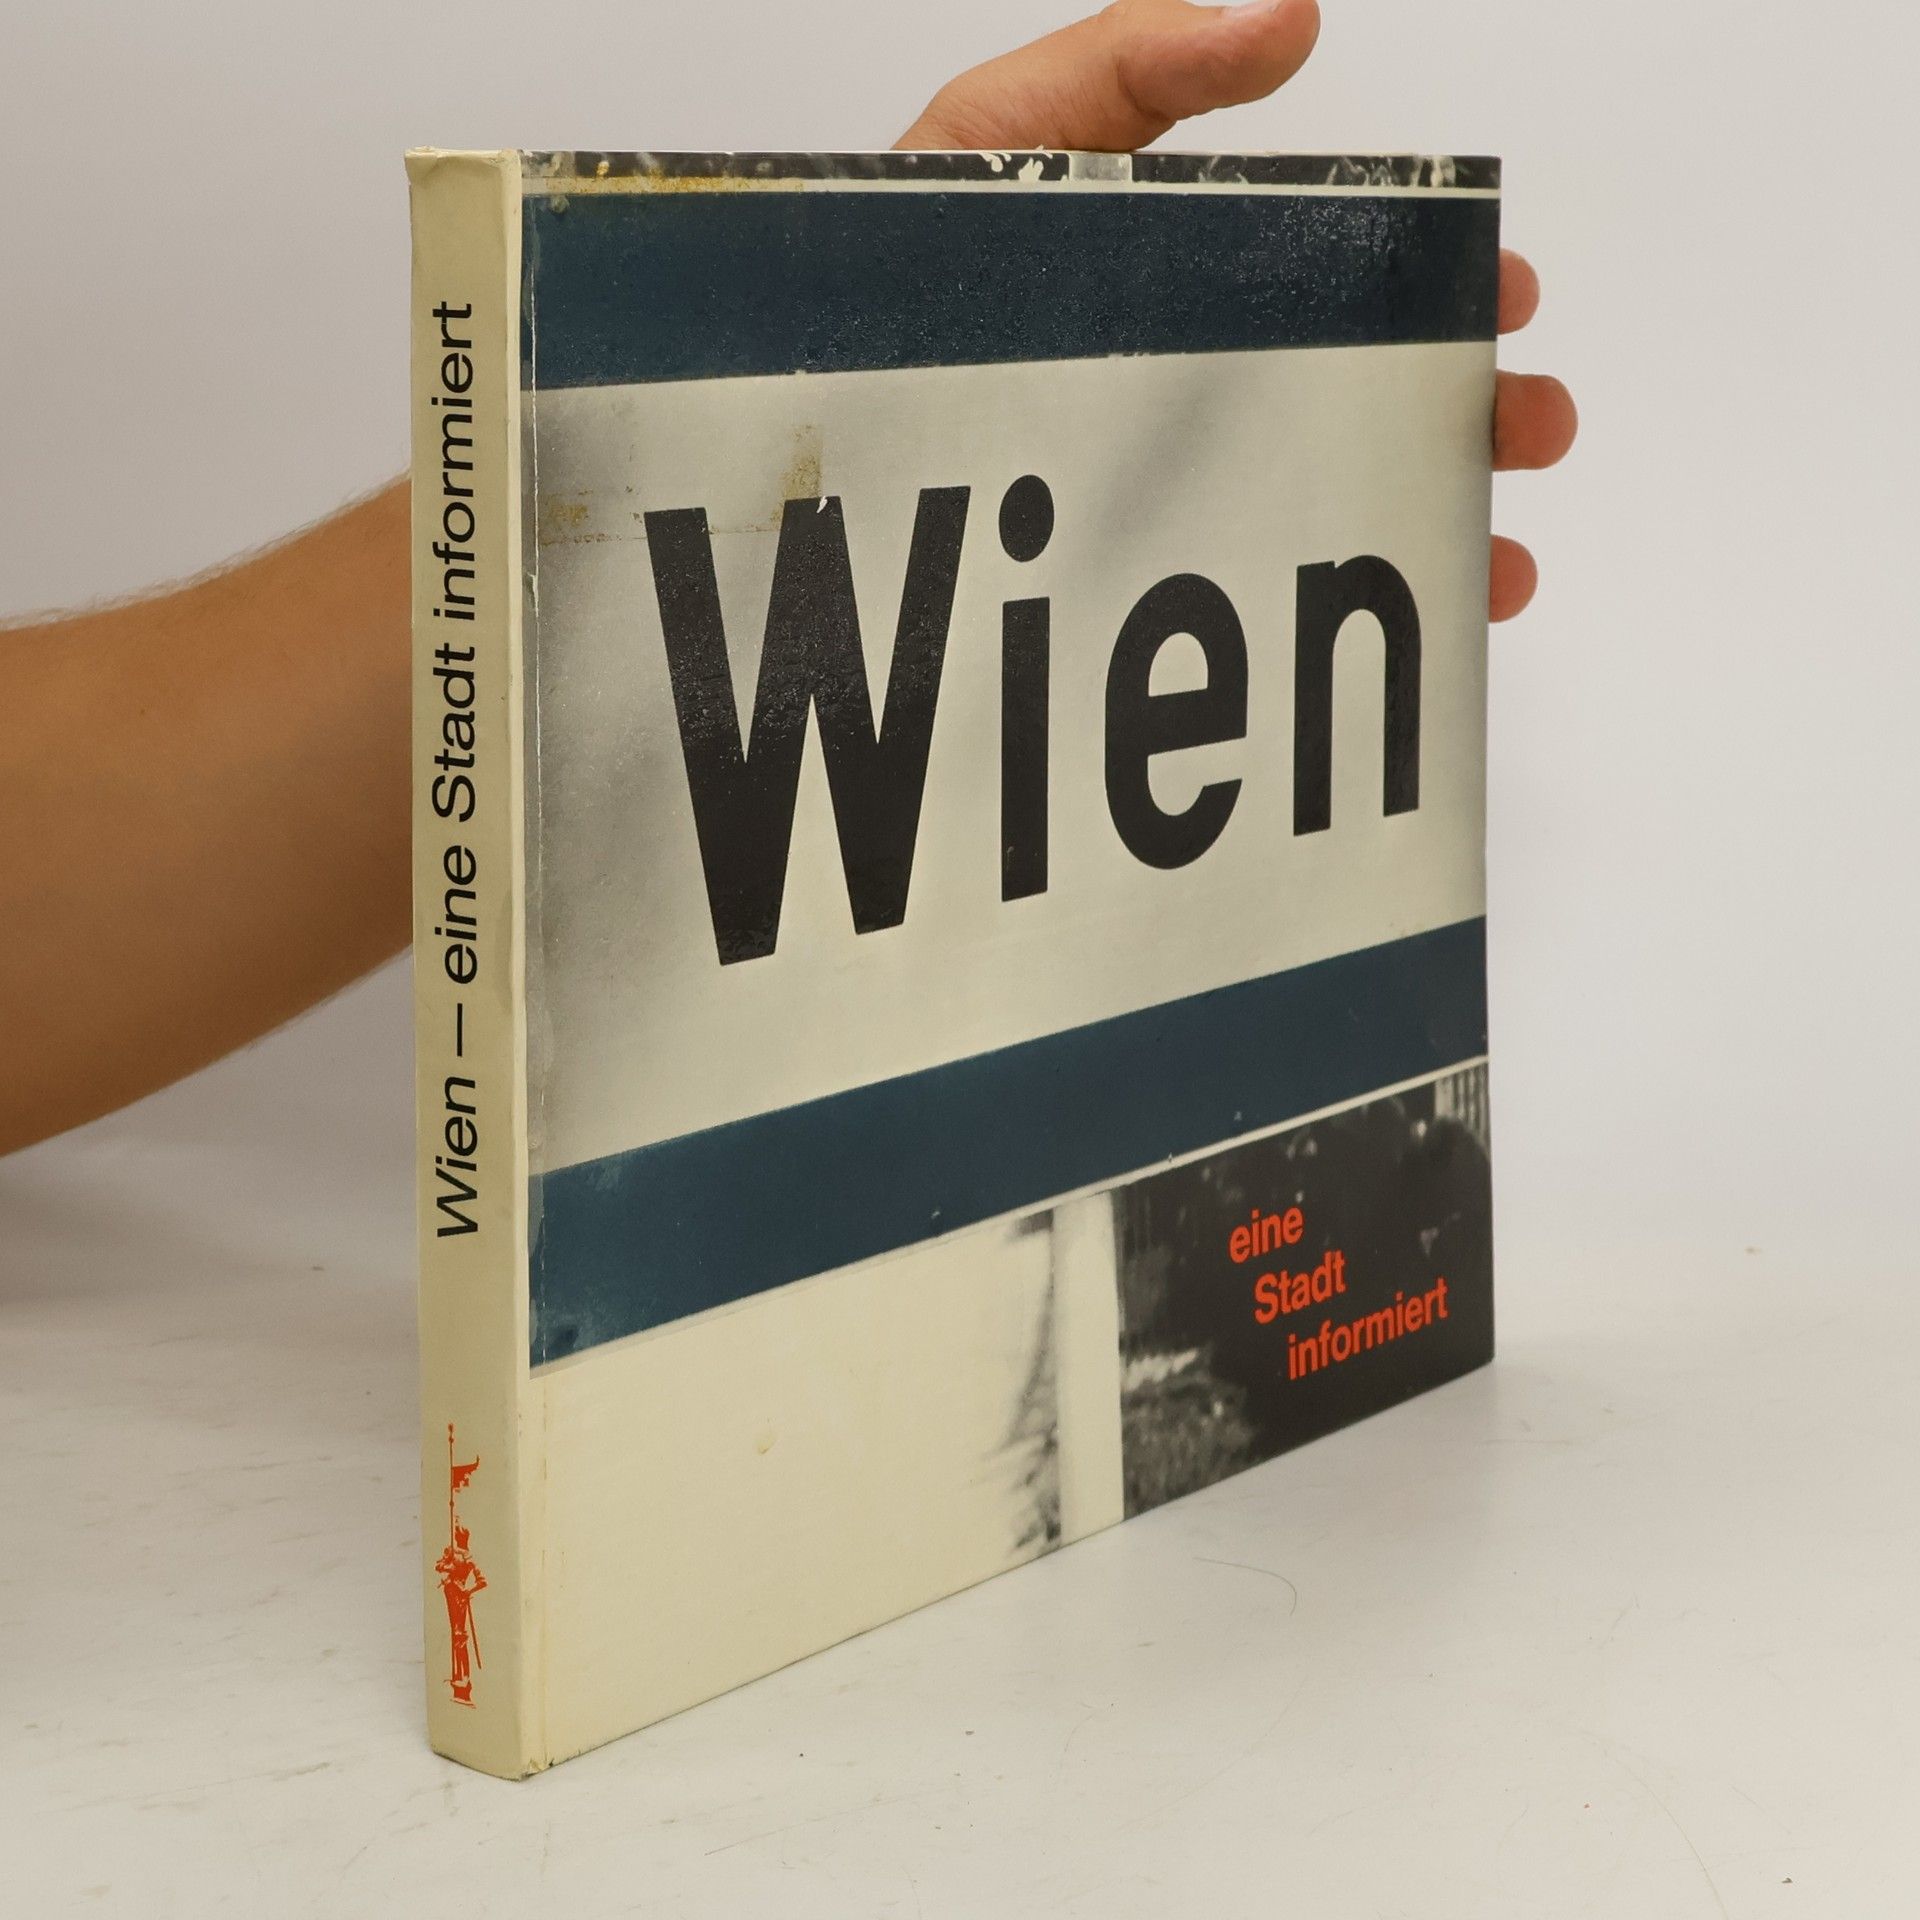 Wien – eine Stadt informiert
Wien
eine
Stadt
informiert